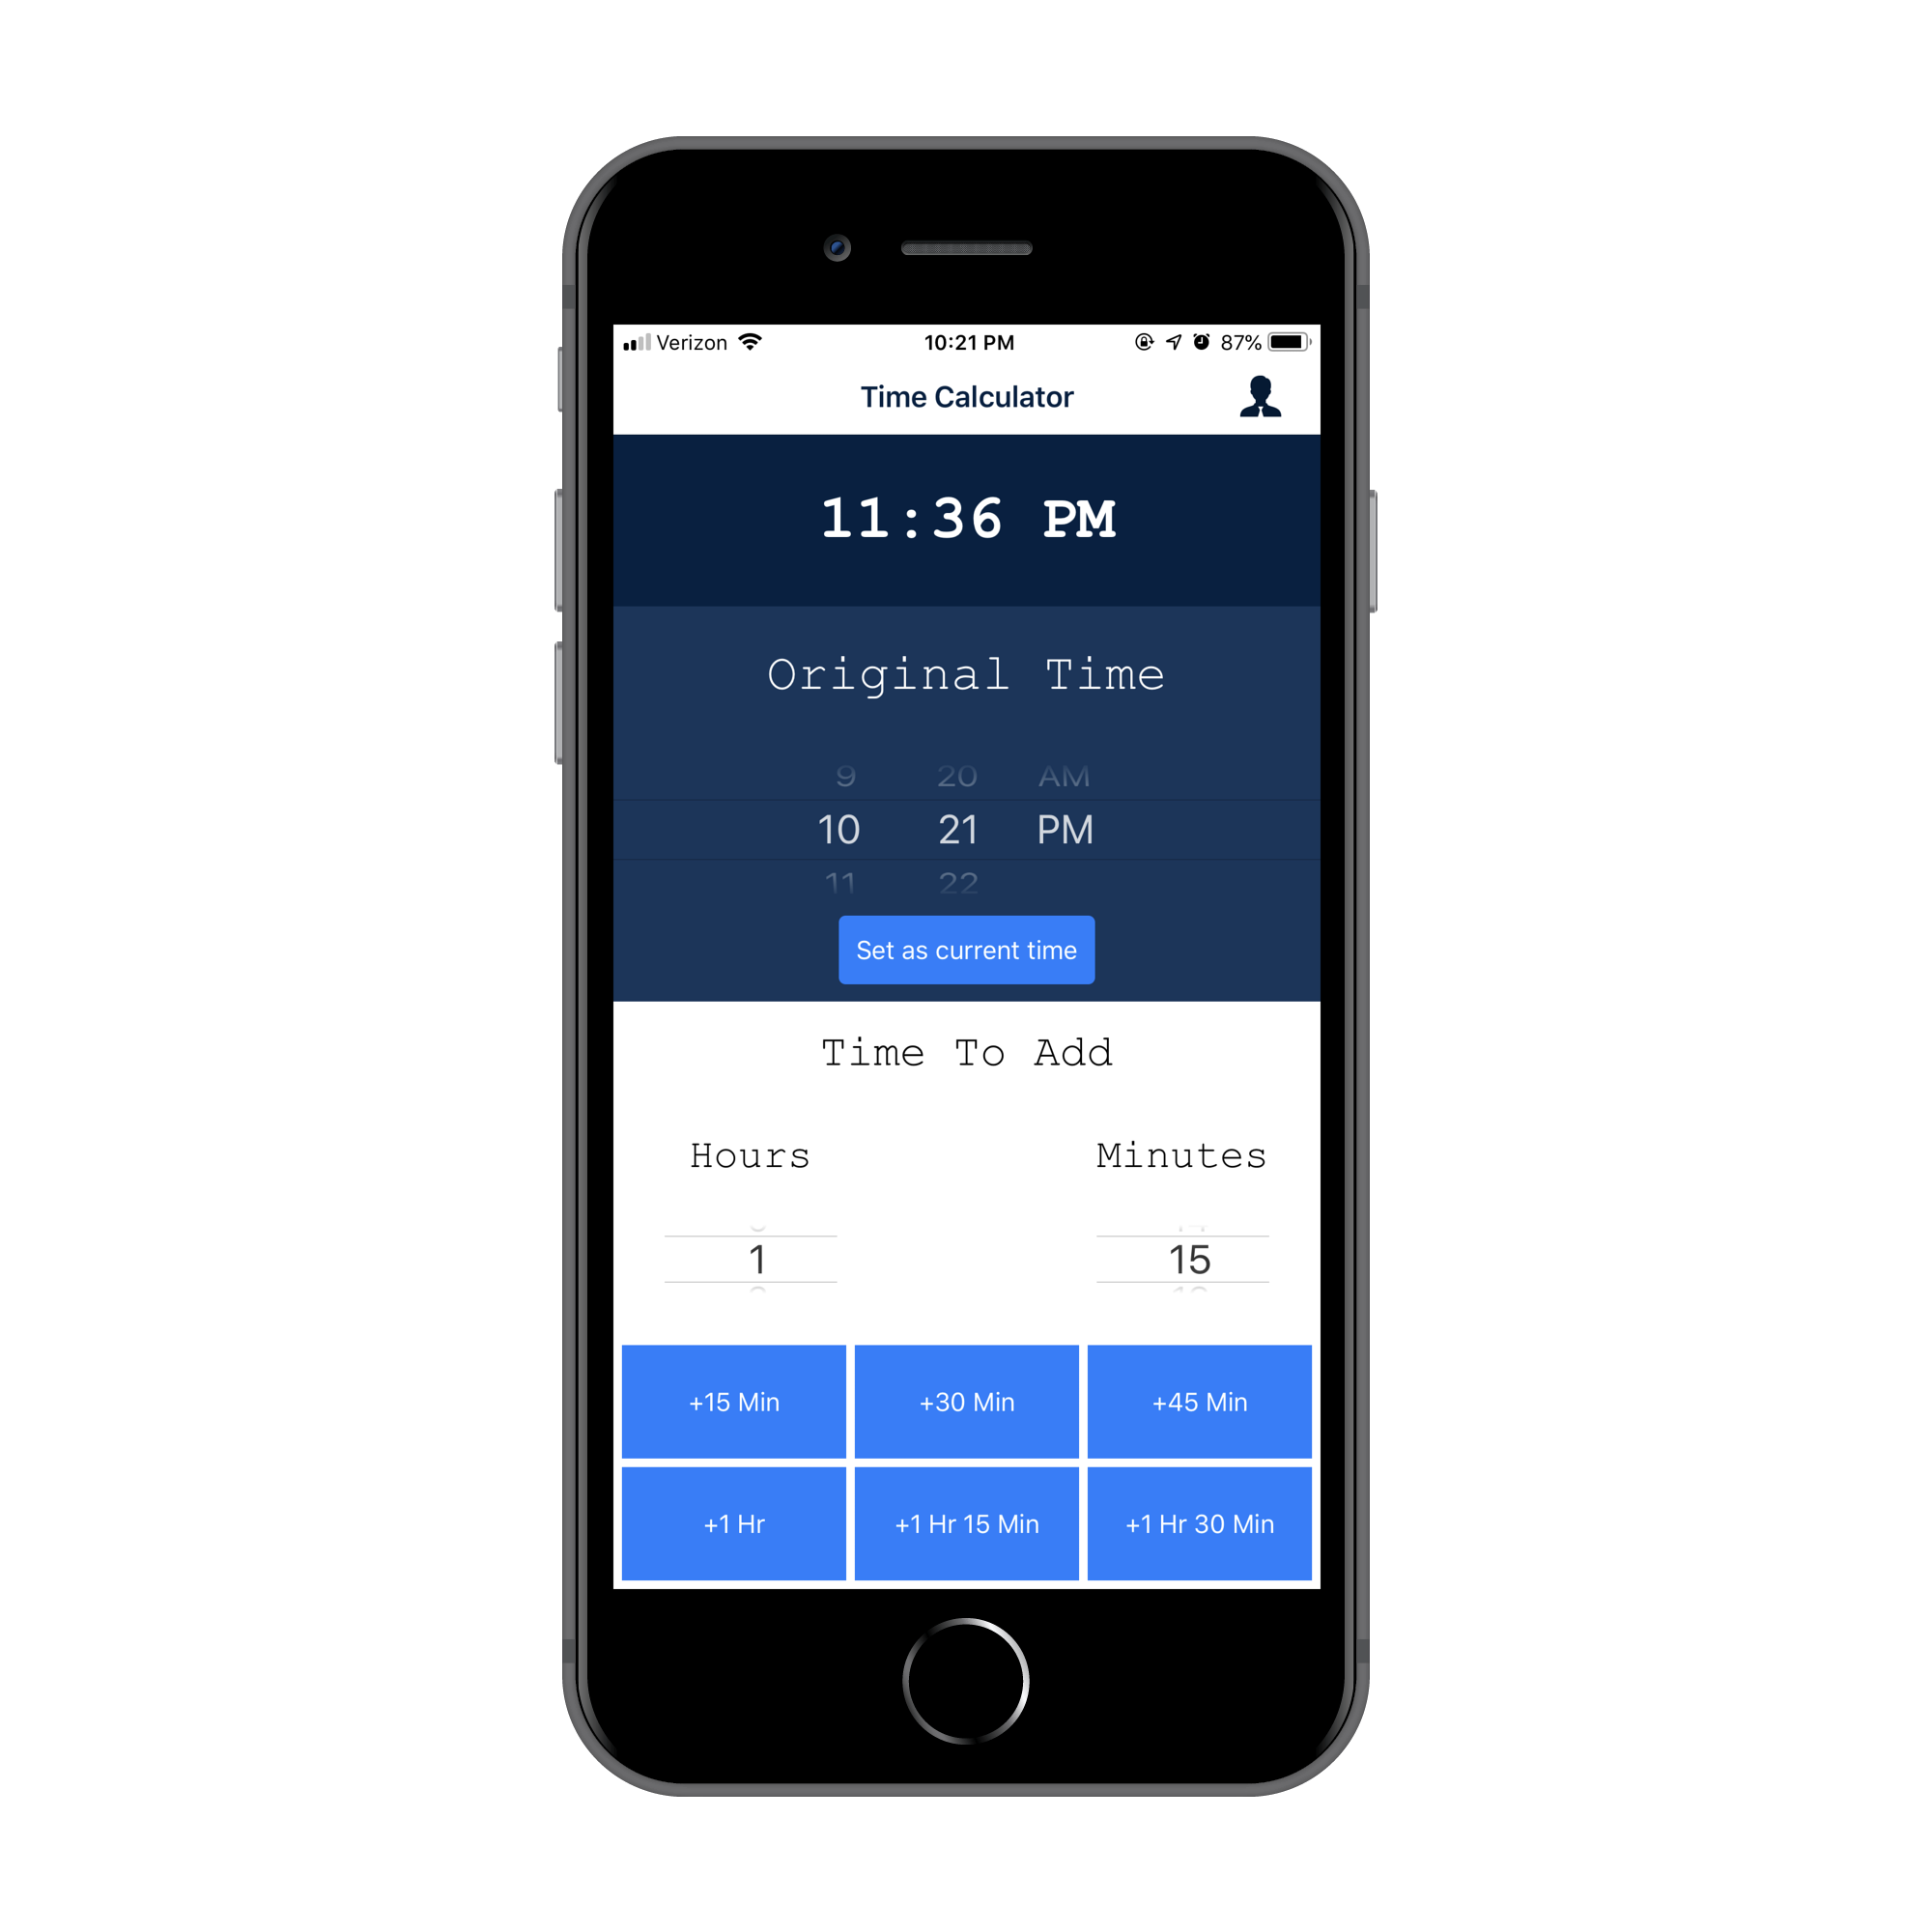 Verizon 10:21 PM 87%
Time Calculator
11:36 PM
Original Time
9 20 AM
10 21 PM
11 22
Set as current time
Time To Add
Hours Minutes
1 15
+15 Min +30 Min +45 Min
+1 Hr +1 Hr 15 Min +1 Hr 30 Min